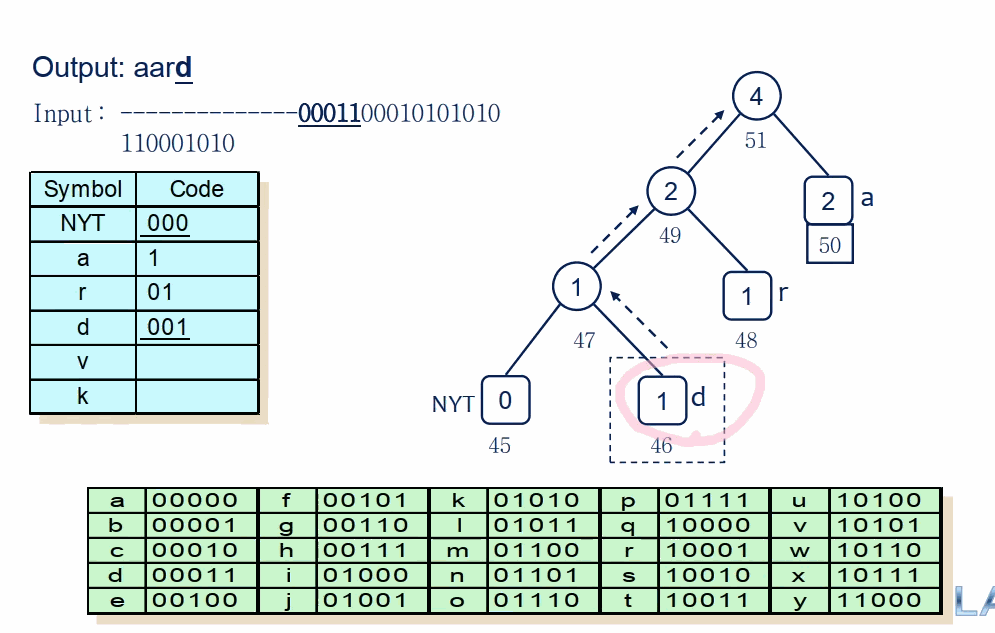 Output: aard
Input: --------------000110001010101​0
110001010
Symbol Code
NYT 000
a 1
r 01
d 001
v
k
4
51
2
49
2 a
50
1
47
1 r
48
NYT 0
45
1 d
46
a 00000 f 00101 k 01010 p 01111 u 10100
b 00001 g 00110 l 01011 q 10000 v 10101
c 00010 h 00111 m 01100 r 10001 w 10110
d 00011 i 01000 n 01101 s 10010 x 10111
e 00100 j 01001 o 01110 t 10011 y 11000